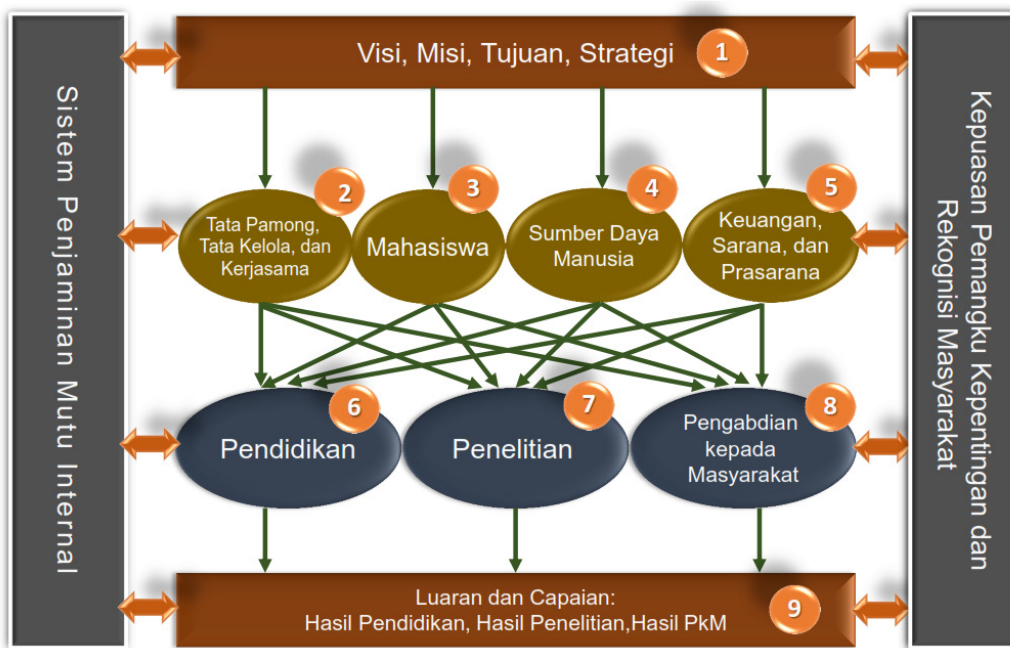 Sistem Penjaminan Mutu Internal
Visi, Misi, Tujuan, Strategi
1
2
Tata Pamong,
Tata Kelola, dan
Kerjasama
3
Mahasiswa
4
Sumber Daya
Manusia
5
Keuangan,
Sarana, dan
Prasarana
6
Pendidikan
7
Penelitian
8
Pengabdian
kepada
Masyarakat
9
Luaran dan Capaian:
Hasil Pendidikan, Hasil Penelitian,Hasil PkM
Kepuasan Pemangku Kepentingan dan
Rekognisi Masyarakat